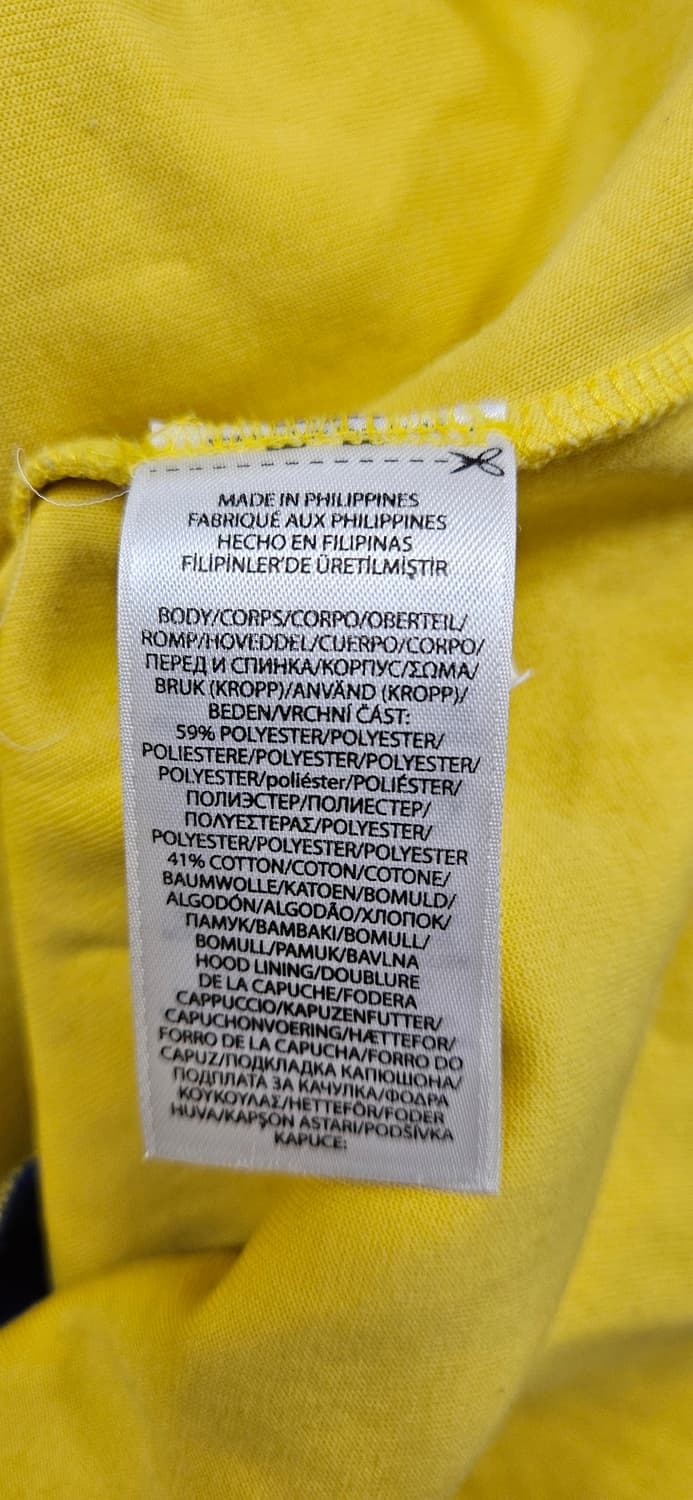 MADE IN PHILIPPINES
FABRIQUÉ AUX PHILIPPINES
HECHO EN FILIPINAS
FİLİPİNLER'DE ÜRETİLMİŞTİR
BODY/CORPS/CORPO/OBERTEIL/
ROMP/HOVEDDEL/CUERPO/CORPO/
ПЕРЕД И СПИНКА/КОРПУС/ΣΩΜΑ/
BRUK (KROPP)/ANVÄND (KROPP)/
BEDEN/VRCHNÍ ČÁST:
59% POLYESTER/POLYESTER/
POLIESTERE/POLYESTER/POLYESTER/
POLYESTER/poliéster/POLIÉSTER/
ПОЛИЭСТЕР/ПОЛИЕСТЕР/
ΠΟΛΥΕΣΤΕΡΑΣ/POLYESTER/
POLYESTER/POLYESTER/POLYESTER
41% COTTON/COTON/COTONE/
BAUMWOLLE/KATOEN/BOMULD/
ALGODÓN/ALGODÃO/ХЛОПОК/
ПАМУК/ΒΑΜΒΑΚΙ/BOMULL/
BOMULL/PAMUK/BAVLNA
HOOD LINING/DOUBLURE
DE LA CAPUCHE/FODERA
CAPPUCCIO/KAPUZENFUTTER/
CAPUCHONVOERING/HÆTTEFOR/
FORRO DE LA CAPUCHA/FORRO DO
CAPUZ/ПОДКЛАДКА КАПЮШОНА/
ПОДПЛАТА ЗА КАЧУЛКА/ΦΟΔΡΑ
ΚΟΥΚΟΥΛΑΣ/HETTEFÔR/FODER
HUVA/KAPŞON ASTARI/PODŠÍVKA
KAPUCE: